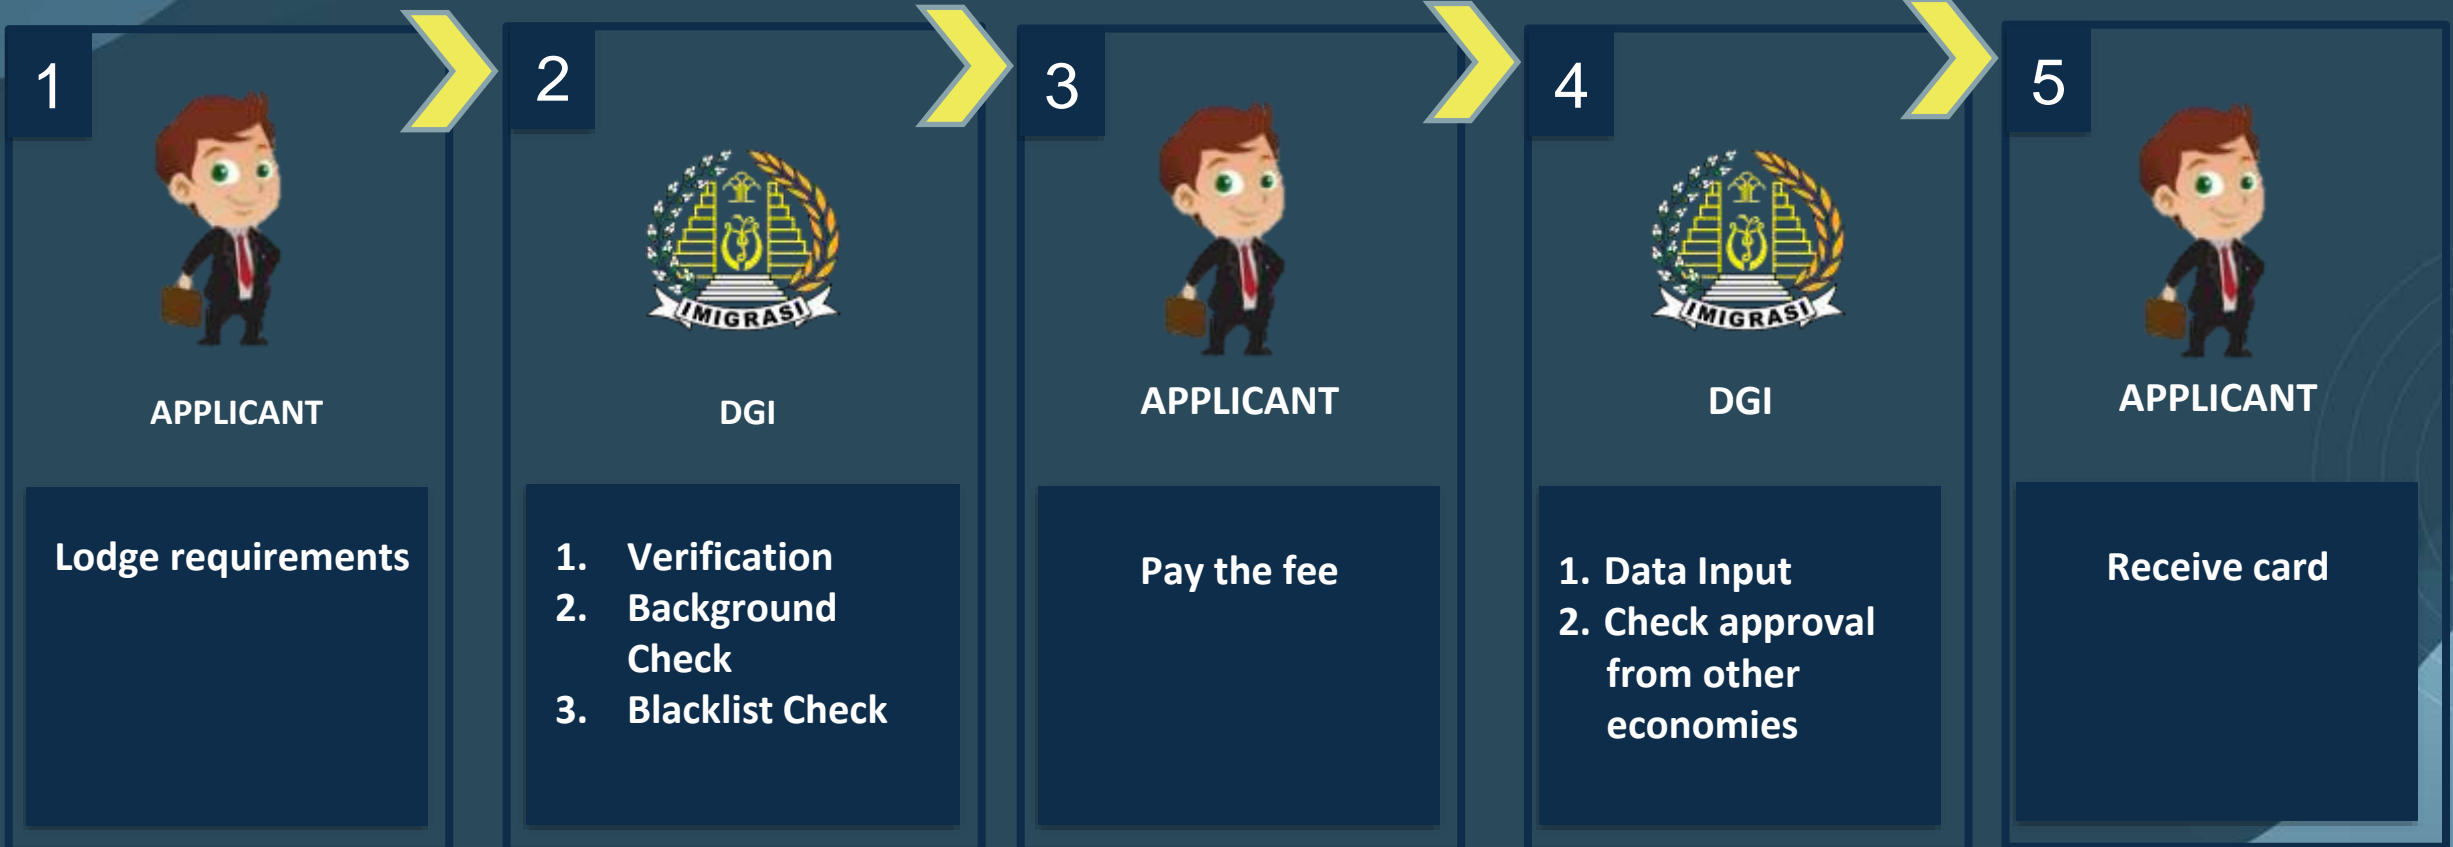 1
APPLICANT
Lodge requirements
2
IMIGRASI
DGI
1. Verification
2. Background
Check
3. Blacklist Check
3
APPLICANT
Pay the fee
4
IMIGRASI
DGI
1. Data Input
2. Check approval
from other
economies
5
APPLICANT
Receive card